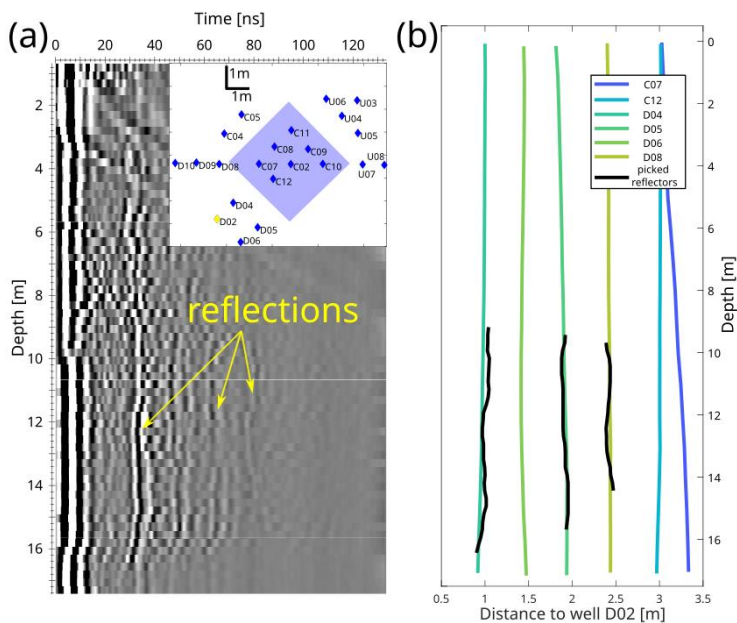 (a)
Time [ns]
0 20 40 60 80 100 120
Depth [m]
2
4
6
8
10
12
14
16
1m
1m
U06
U03
C05
U04
C04
C11
U05
C08
C09
D10
D09
D08
C07
C02
C10
U07
U08
C12
D04
D02
D05
D06
reflections
(b)
C07
C12
D04
D05
D06
D08
picked
reflectors
0
2
4
6
8
10
12
14
16
Depth [m]
0.5 1 1.5 2 2.5 3 3.5
Distance to well D02 [m]